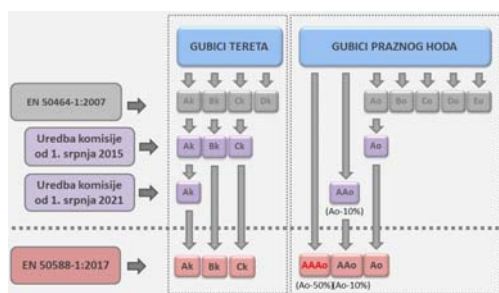 GUBICI TERETA
GUBICI PRAZNOG HODA
EN 50464-1:2007
Ak Bk Ck Dk
Ao Bo Co Do Eo
Uredba komisije
od 1. srpnja 2015
Ak Bk Ck
Ao
Uredba komisije
od 1. srpnja 2021
Ak
AAo
(Ao-10%)
EN 50588-1:2017
Ak Bk Ck
AAAo AAo Ao
(Ao-50%) (Ao-10%)